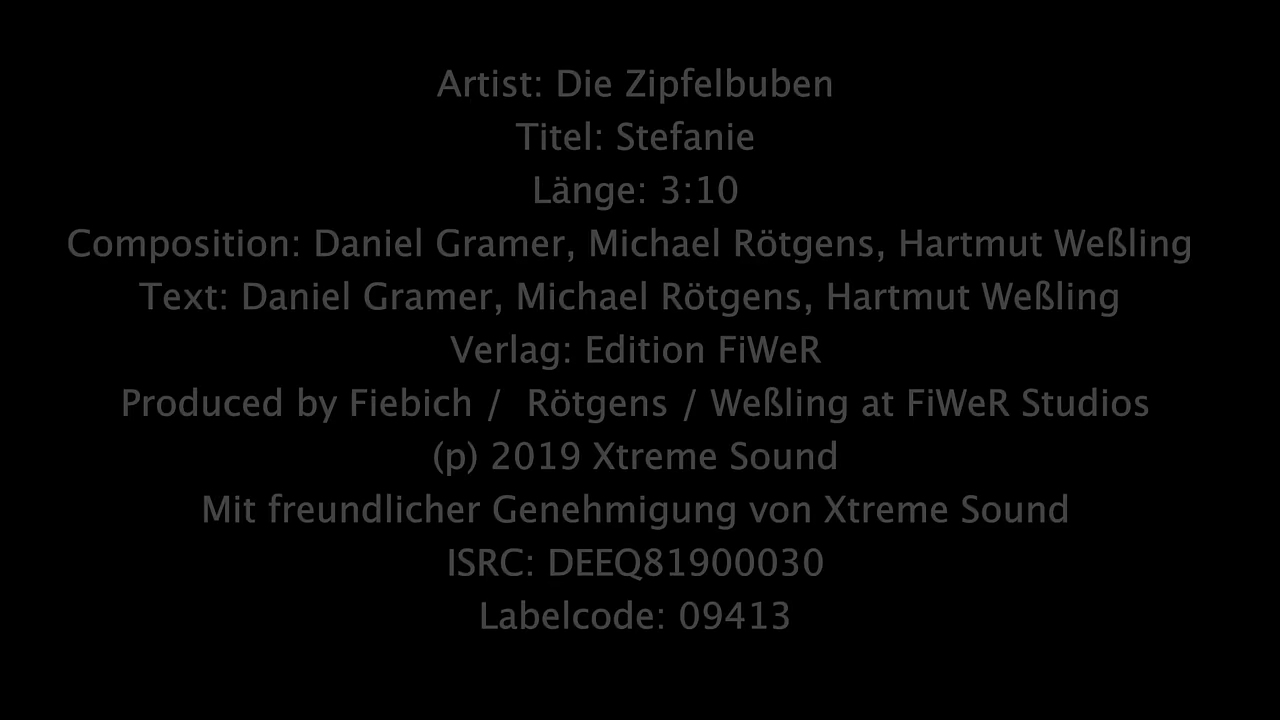 Artist: Die Zipfelbuben
Titel: Stefanie
Länge: 3:10
Composition: Daniel Gramer, Michael Rötgens, Hartmut Weßling
Text: Daniel Gramer, Michael Rötgens, Hartmut Weßling
Verlag: Edition FiWeR
Produced by Fiebich /  Rötgens / Weßling at FiWeR Studios
(p) 2019 Xtreme Sound
Mit freundlicher Genehmigung von Xtreme Sound
ISRC: DEEQ81900030
Labelcode: 09413